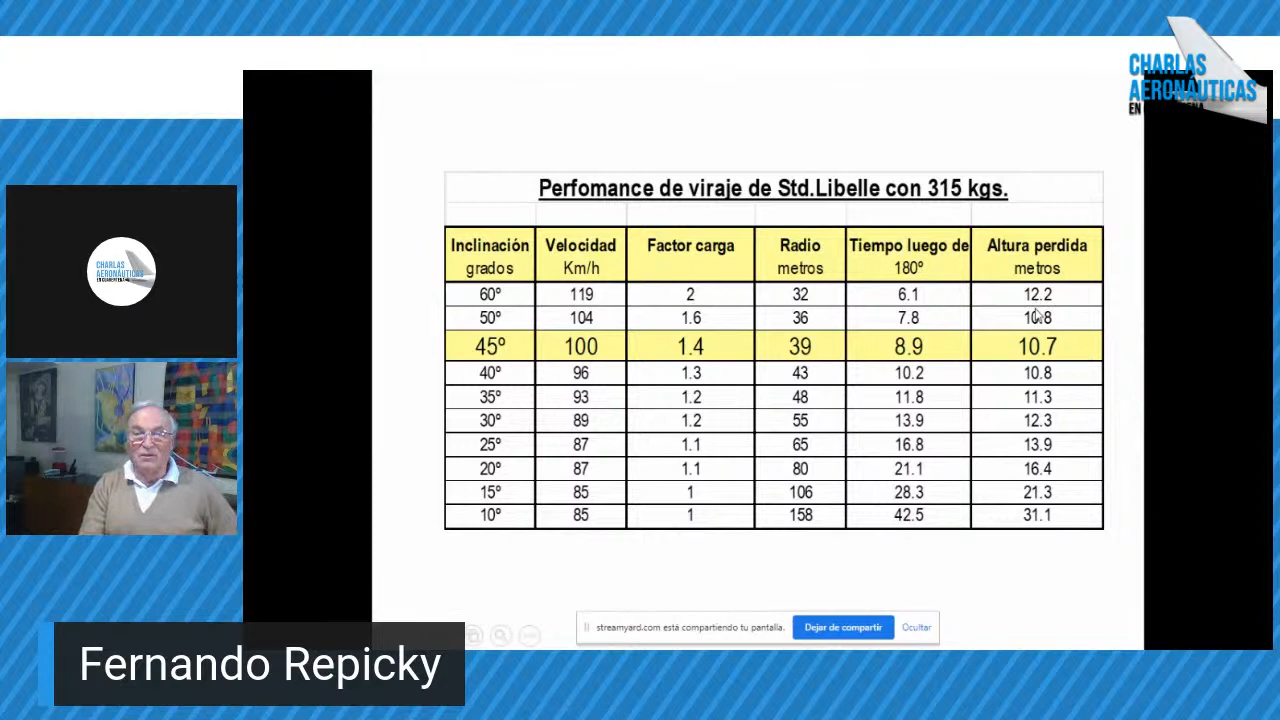 CHARLAS
AERONÁUTICAS
EN
CHARLAS
AERONÁUTICAS
EN CUARENTENA
Perfomance de viraje de Std.Libelle con 315 kgs.
Inclinación Velocidad Factor carga Radio Tiempo luego de Altura perdida
grados Km/h metros 180º metros
60º 119 2 32 6.1 12.2
50º 104 1.6 36 7.8 10.8
45º 100 1.4 39 8.9 10.7
40º 96 1.3 43 10.2 10.8
35º 93 1.2 48 11.8 11.3
30º 89 1.2 55 13.9 12.3
25º 87 1.1 65 16.8 13.9
20º 87 1.1 80 21.1 16.4
15º 85 1 106 28.3 21.3
10º 85 1 158 42.5 31.1
streamyard.com está compartiendo tu pantalla. Dejar de compartir Ocultar
Fernando Repicky